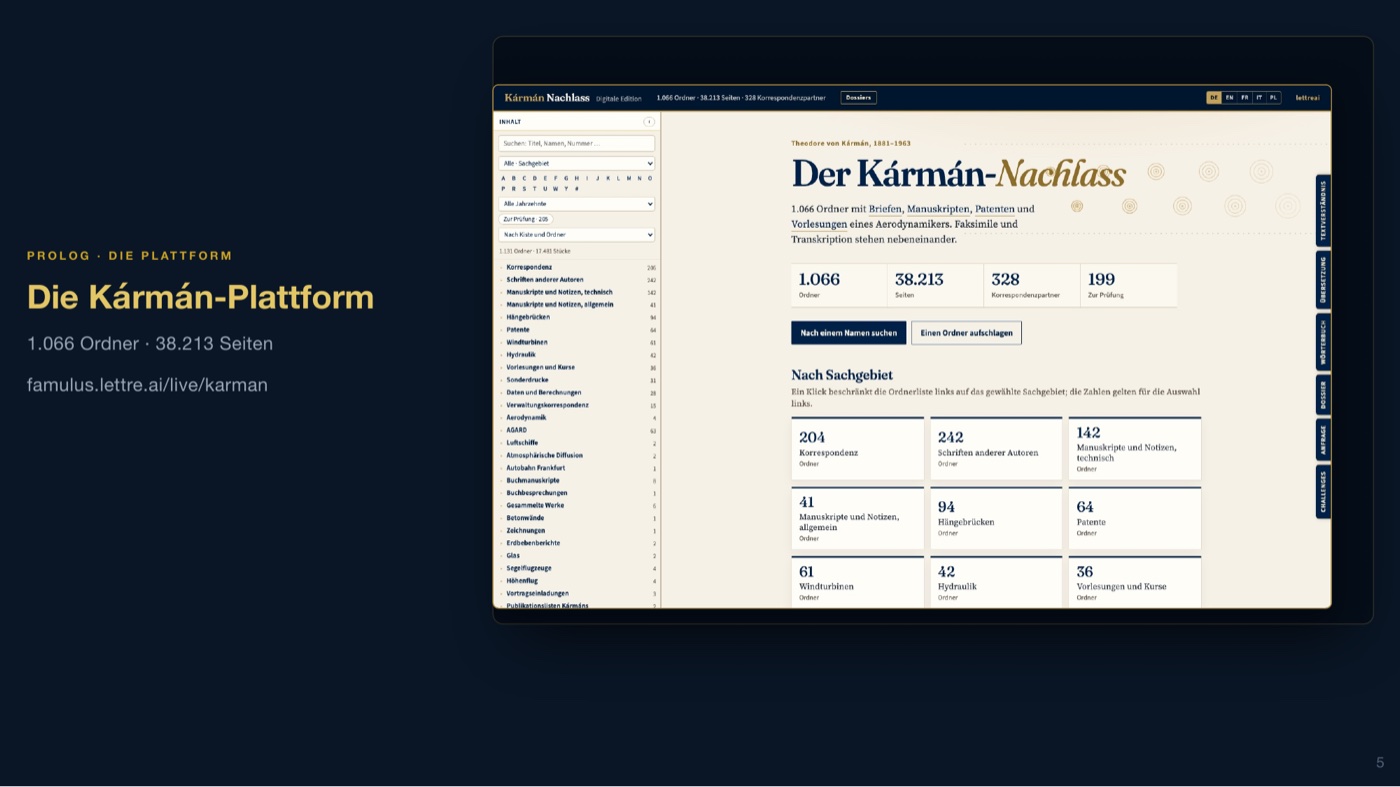 PROLOG · DIE PLATTFORM
Die Kármán-Plattform
1.066 Ordner · 38.213 Seiten
famulus.lettre.ai/live/karman
Kármán Nachlass Digitale Edition 1.066 Ordner · 38.213 Seiten · 328 Korrespondenzpartner Dossiers DE EN FR IT PL lettreai
INHALT
Suchen: Titel, Namen, Nummer ...
Alle · Sachgebiet
A B C D E F G H I J K L M N O
P R S T U W Y #
Alle Jahrzehnte
Zur Prüfung · 205
Nach Kiste und Ordner
Korrespondenz
Schriften anderer Autoren 242
Manuskripte und Notizen, technisch 142
Manuskripte und Notizen, allgemein 41
Hängebrücken 94
Patente 64
Windturbinen 61
Hydraulik 42
Vorlesungen und Kurse 36
Sonderdrucke
Daten und Berechnungen
Verwaltungskorrespondenz
Aerodynamik
AGARD
Luftschiffe
Atmosphärische Diffusion
Autobahn Frankfurt
Buchmanuskripte
Buchbesprechungen
Gesammelte Werke
Betonwände
Zeichnungen
Erdbebenberichte
Glas
Segelflugzeuge
Höhenflug
Vortragseinladungen
Publikationslisten Kármáns
Theodore von Kármán, 1881–1963
Der Kármán-Nachlass
1.066 Ordner mit Briefen, Manuskripten, Patenten und
Vorlesungen eines Aerodynamikers. Faksimile und
Transkription stehen nebeneinander.
1.066 38.213 328 199
Ordner Seiten Korrespondenzpartner Zur Prüfung
Nach einem Namen suchen Einen Ordner aufschlagen
Nach Sachgebiet
Ein Klick beschränkt die Ordnerliste links auf das gewählte Sachgebiet; die Zahlen gelten für die Auswahl
links.
204
Korrespondenz
Ordner
242
Schriften anderer Autoren
Ordner
142
Manuskripte und Notizen,
technisch
Ordner
41
Manuskripte und Notizen,
allgemein
Ordner
94
Hängebrücken
Ordner
64
Patente
Ordner
61
Windturbinen
Ordner
42
Hydraulik
Ordner
36
Vorlesungen und Kurse
Ordner
TEXTVERSTÄNDNIS
ÜBERSETZUNG
WÖRTERBUCH
DOSSIER
ANFRAGE
CHALLENGES
5